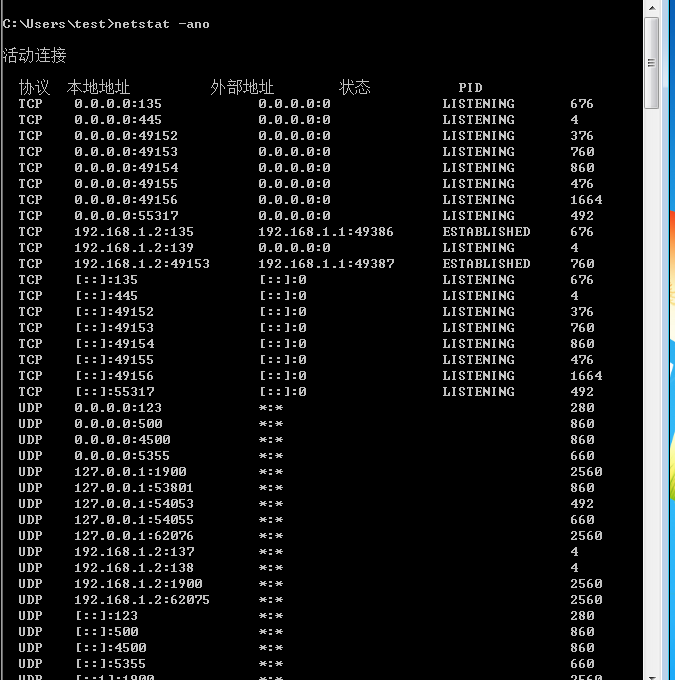 C:\Users\test>netstat -ano
活动连接
协议 本地地址 外部地址 状态 PID
TCP 0.0.0.0:135 0.0.0.0:0 LISTENING 676
TCP 0.0.0.0:445 0.0.0.0:0 LISTENING 4
TCP 0.0.0.0:49152 0.0.0.0:0 LISTENING 376
TCP 0.0.0.0:49153 0.0.0.0:0 LISTENING 760
TCP 0.0.0.0:49154 0.0.0.0:0 LISTENING 860
TCP 0.0.0.0:49155 0.0.0.0:0 LISTENING 476
TCP 0.0.0.0:49156 0.0.0.0:0 LISTENING 1664
TCP 0.0.0.0:55317 0.0.0.0:0 LISTENING 492
TCP 192.168.1.2:135 192.168.1.1:49386 ESTABLISHED 676
TCP 192.168.1.2:139 0.0.0.0:0 LISTENING 4
TCP 192.168.1.2:49153 192.168.1.1:49387 ESTABLISHED 760
TCP [::]:135 [::]:0 LISTENING 676
TCP [::]:445 [::]:0 LISTENING 4
TCP [::]:49152 [::]:0 LISTENING 376
TCP [::]:49153 [::]:0 LISTENING 760
TCP [::]:49154 [::]:0 LISTENING 860
TCP [::]:49155 [::]:0 LISTENING 476
TCP [::]:49156 [::]:0 LISTENING 1664
TCP [::]:55317 [::]:0 LISTENING 492
UDP 0.0.0.0:123 *:* 280
UDP 0.0.0.0:500 *:* 860
UDP 0.0.0.0:4500 *:* 860
UDP 0.0.0.0:5355 *:* 660
UDP 127.0.0.1:1900 *:* 2560
UDP 127.0.0.1:53801 *:* 860
UDP 127.0.0.1:54053 *:* 492
UDP 127.0.0.1:54055 *:* 660
UDP 127.0.0.1:62076 *:* 2560
UDP 192.168.1.2:137 *:* 4
UDP 192.168.1.2:138 *:* 4
UDP 192.168.1.2:1900 *:* 2560
UDP 192.168.1.2:62075 *:* 2560
UDP [::]:123 *:* 280
UDP [::]:500 *:* 860
UDP [::]:4500 *:* 860
UDP [::]:5355 *:* 660
UDP [::1]:1900 *:* 2560